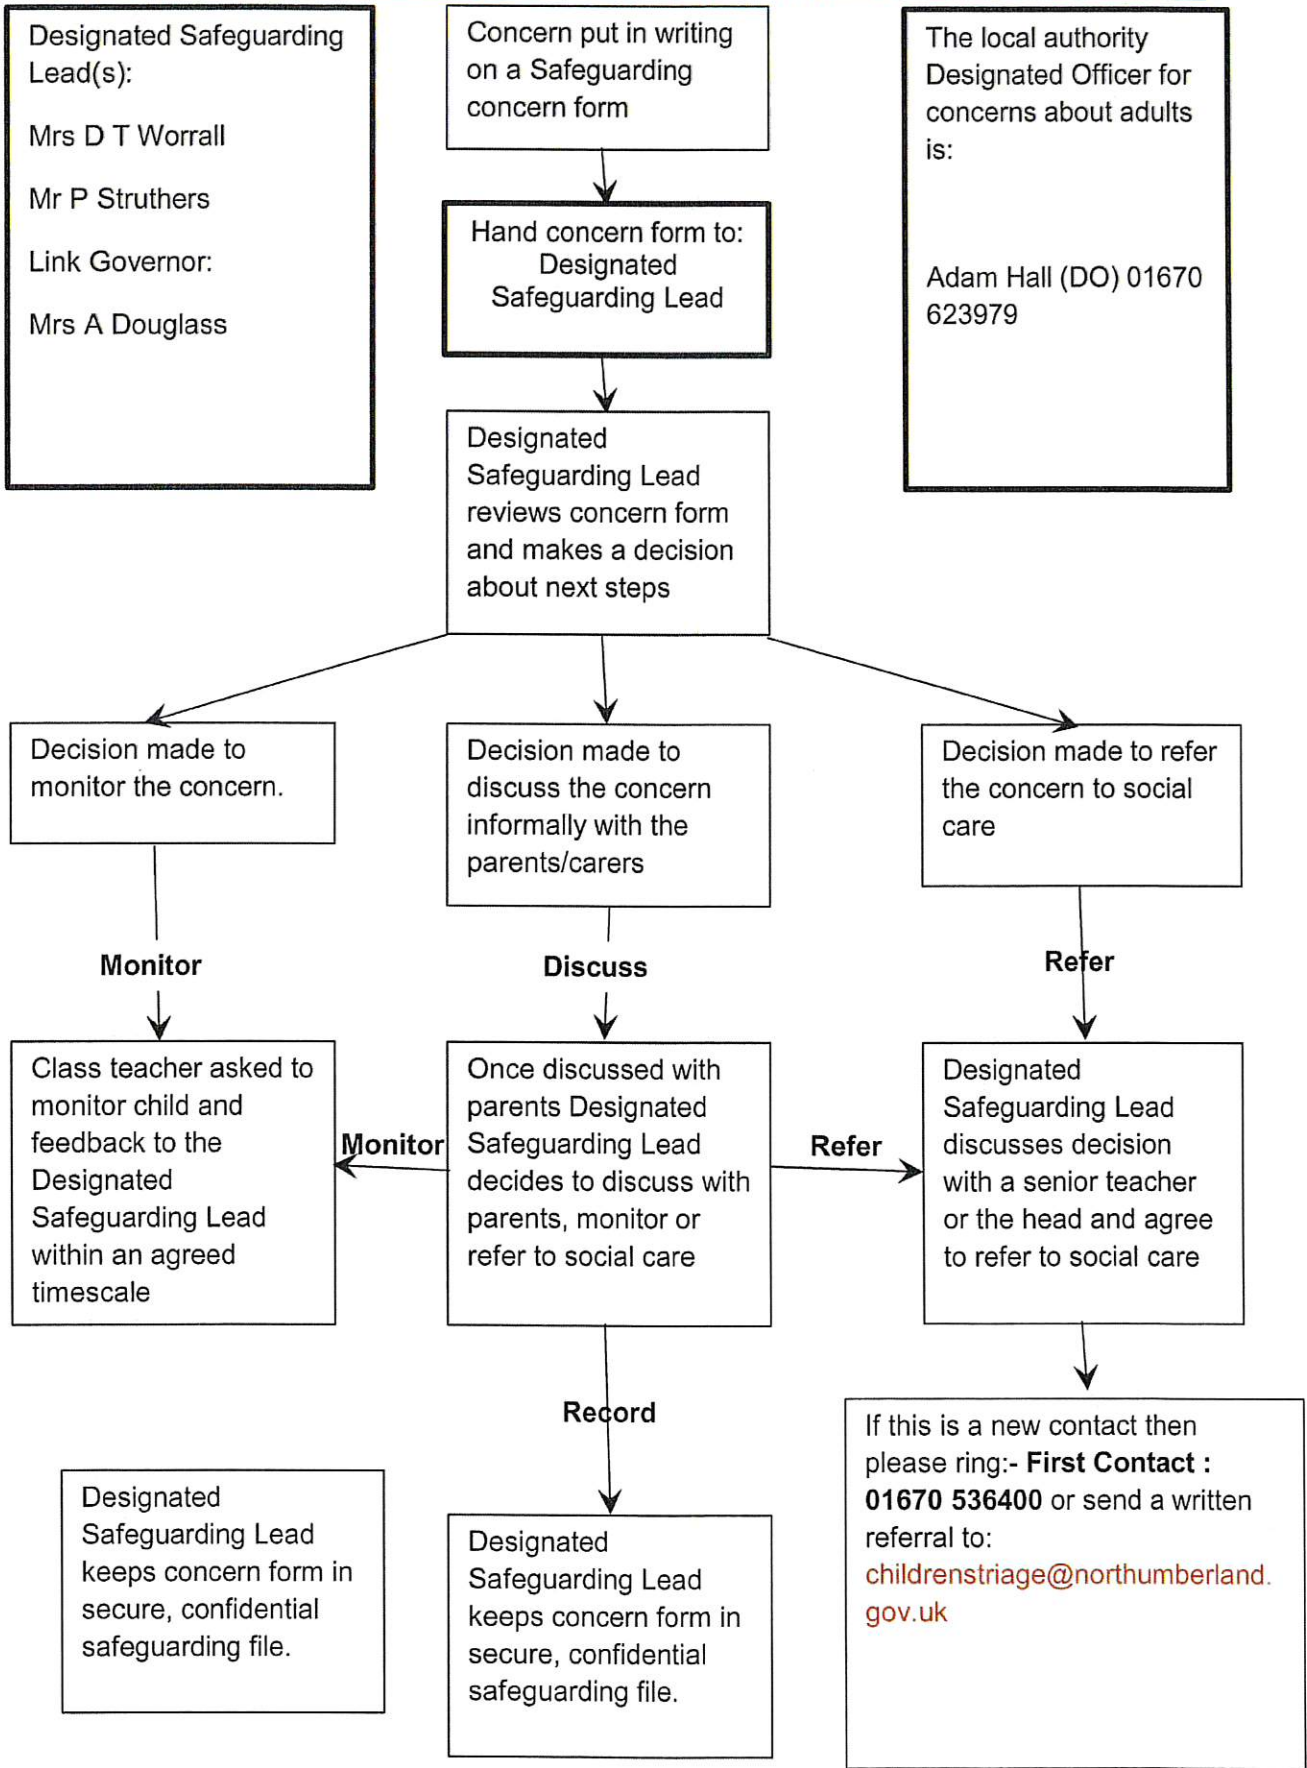 Designated Safeguarding
Lead(s):
Mrs D T Worrall
Mr P Struthers
Link Governor:
Mrs A Douglass
Concern put in writing
on a Safeguarding
concern form
The local authority
Designated Officer for
concerns about adults
is:
Adam Hall (DO) 01670
623979
Hand concern form to:
Designated
Safeguarding Lead
Designated
Safeguarding Lead
reviews concern form
and makes a decision
about next steps
Decision made to
monitor the concern.
Decision made to
discuss the concern
informally with the
parents/carers
Decision made to refer
the concern to social
care
Monitor
Discuss
Refer
Class teacher asked to
monitor child and
feedback to the
Designated
Safeguarding Lead
within an agreed
timescale
Monitor
Once discussed with
parents Designated
Safeguarding Lead
decides to discuss with
parents, monitor or
refer to social care
Refer
Designated
Safeguarding Lead
discusses decision
with a senior teacher
or the head and agree
to refer to social care
Record
Designated
Safeguarding Lead
keeps concern form in
secure, confidential
safeguarding file.
Designated
Safeguarding Lead
keeps concern form in
secure, confidential
safeguarding file.
If this is a new contact then
please ring:- First Contact :
01670 536400 or send a written
referral to:
childrenstriage@northumberland.
gov.uk